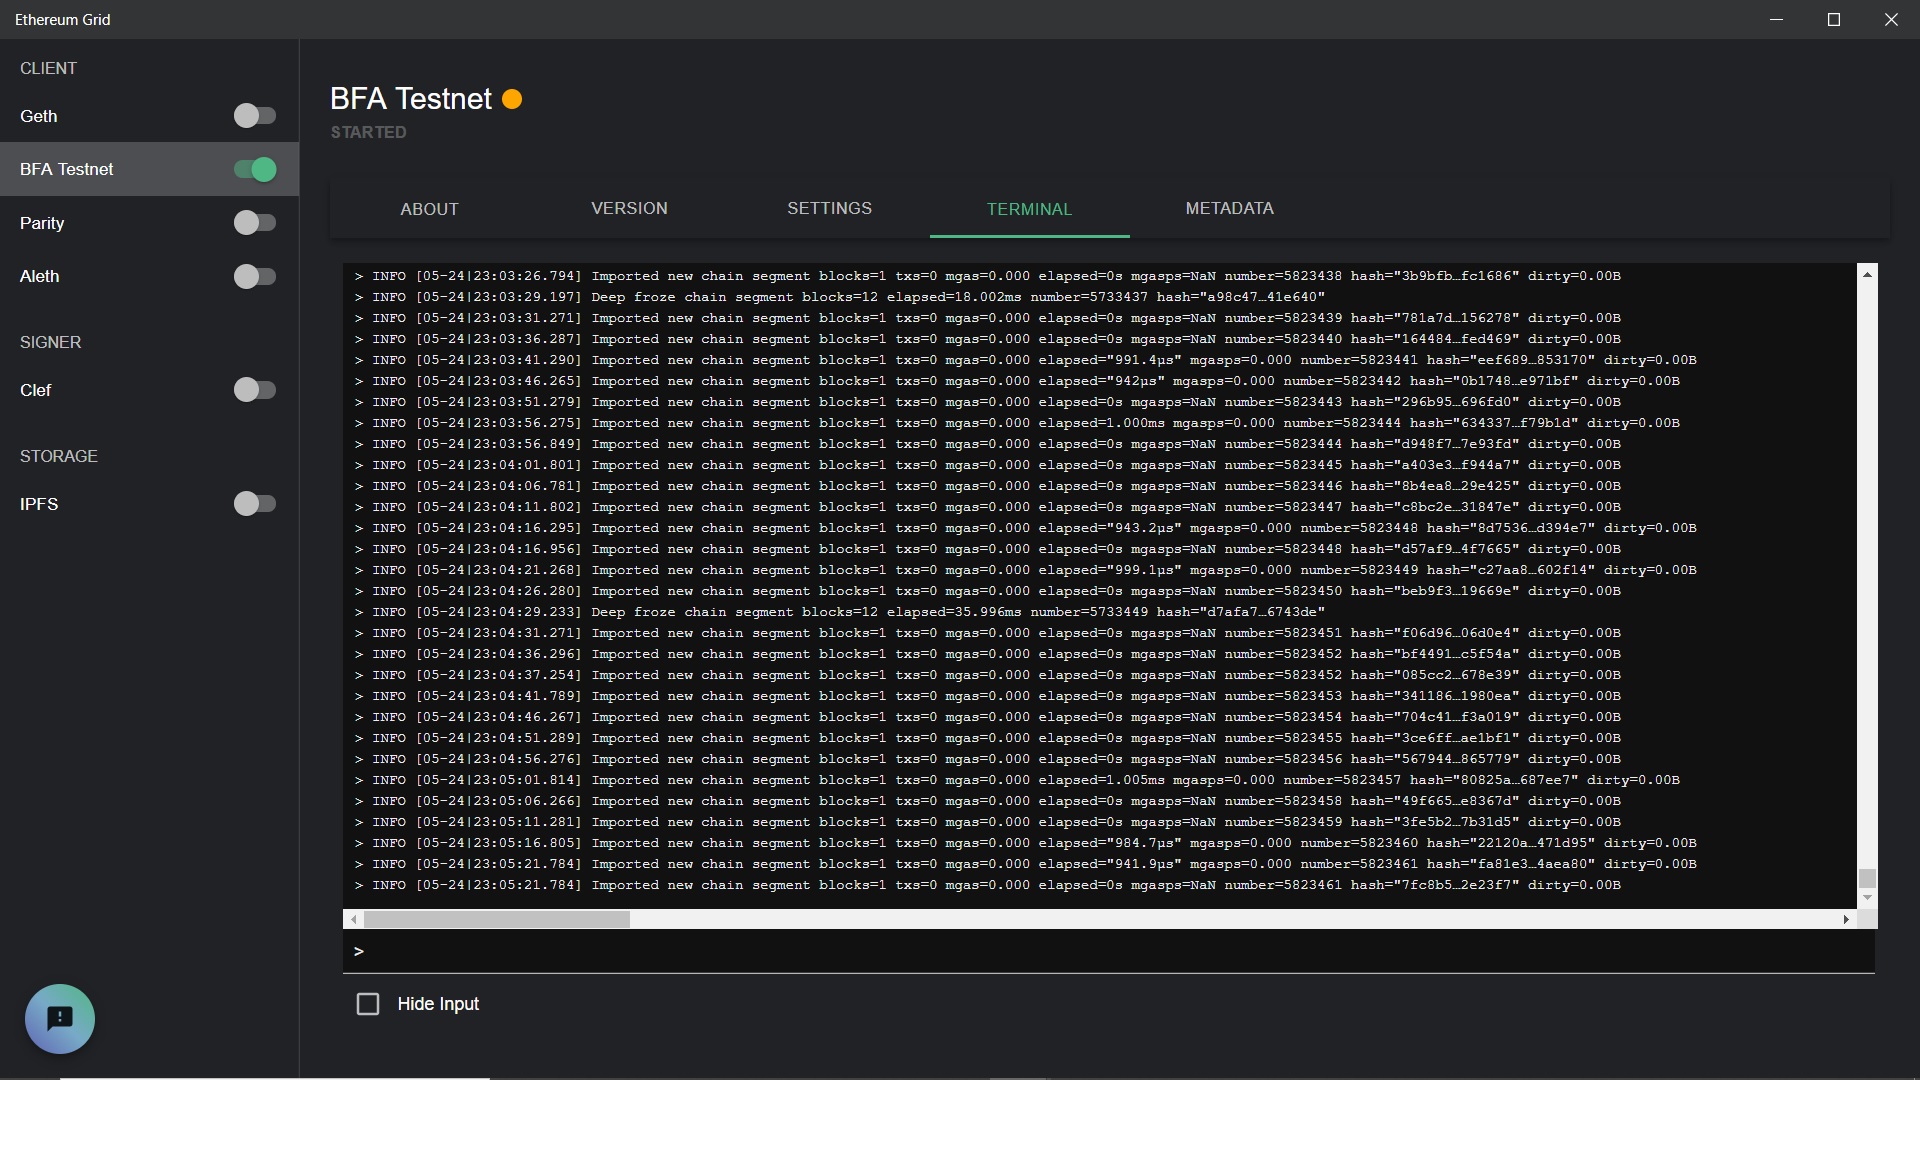 Ethereum Grid
CLIENT
Geth
BFA Testnet
Parity
Aleth
SIGNER
Clef
STORAGE
IPFS
BFA Testnet
STARTED
ABOUT VERSION SETTINGS TERMINAL METADATA
> INFO [05-24|23:03:26.794] Imported new chain segment blocks=1 txs=0 mgas=0.000 elapsed=0s mgasps=NaN number=5823438 hash="3b9bfb…fc1686" dirty=0.00B
> INFO [05-24|23:03:29.197] Deep froze chain segment blocks=12 elapsed=18.002ms number=5733437 hash="a98c47…41e640"
> INFO [05-24|23:03:31.271] Imported new chain segment blocks=1 txs=0 mgas=0.000 elapsed=0s mgasps=NaN number=5823439 hash="781a7d…156278" dirty=0.00B
> INFO [05-24|23:03:36.287] Imported new chain segment blocks=1 txs=0 mgas=0.000 elapsed=0s mgasps=NaN number=5823440 hash="164484…fed469" dirty=0.00B
> INFO [05-24|23:03:41.290] Imported new chain segment blocks=1 txs=0 mgas=0.000 elapsed="991.4µs" mgasps=0.000 number=5823441 hash="eef689…853170" dirty=0.00B
> INFO [05-24|23:03:46.265] Imported new chain segment blocks=1 txs=0 mgas=0.000 elapsed="942µs" mgasps=0.000 number=5823442 hash="0b1748…e971bf" dirty=0.00B
> INFO [05-24|23:03:51.279] Imported new chain segment blocks=1 txs=0 mgas=0.000 elapsed=0s mgasps=NaN number=5823443 hash="296b95…696fd0" dirty=0.00B
> INFO [05-24|23:03:56.275] Imported new chain segment blocks=1 txs=0 mgas=0.000 elapsed=1.000ms mgasps=0.000 number=5823444 hash="634337…f79b1d" dirty=0.00B
> INFO [05-24|23:03:56.849] Imported new chain segment blocks=1 txs=0 mgas=0.000 elapsed=0s mgasps=NaN number=5823444 hash="d948f7…7e93fd" dirty=0.00B
> INFO [05-24|23:04:01.801] Imported new chain segment blocks=1 txs=0 mgas=0.000 elapsed=0s mgasps=NaN number=5823445 hash="a403e3…f944a7" dirty=0.00B
> INFO [05-24|23:04:06.781] Imported new chain segment blocks=1 txs=0 mgas=0.000 elapsed=0s mgasps=NaN number=5823446 hash="8b4ea8…29e425" dirty=0.00B
> INFO [05-24|23:04:11.802] Imported new chain segment blocks=1 txs=0 mgas=0.000 elapsed=0s mgasps=NaN number=5823447 hash="c8bc2e…31847e" dirty=0.00B
> INFO [05-24|23:04:16.295] Imported new chain segment blocks=1 txs=0 mgas=0.000 elapsed="943.2µs" mgasps=0.000 number=5823448 hash="8d7536…d394e7" dirty=0.00B
> INFO [05-24|23:04:16.956] Imported new chain segment blocks=1 txs=0 mgas=0.000 elapsed=0s mgasps=NaN number=5823448 hash="d57af9…4f7665" dirty=0.00B
> INFO [05-24|23:04:21.268] Imported new chain segment blocks=1 txs=0 mgas=0.000 elapsed="999.1µs" mgasps=0.000 number=5823449 hash="c27aa8…602f14" dirty=0.00B
> INFO [05-24|23:04:26.280] Imported new chain segment blocks=1 txs=0 mgas=0.000 elapsed=0s mgasps=NaN number=5823450 hash="beb9f3…19669e" dirty=0.00B
> INFO [05-24|23:04:29.233] Deep froze chain segment blocks=12 elapsed=35.996ms number=5733449 hash="d7afa7…6743de"
> INFO [05-24|23:04:31.271] Imported new chain segment blocks=1 txs=0 mgas=0.000 elapsed=0s mgasps=NaN number=5823451 hash="f06d96…06d0e4" dirty=0.00B
> INFO [05-24|23:04:36.296] Imported new chain segment blocks=1 txs=0 mgas=0.000 elapsed=0s mgasps=NaN number=5823452 hash="bf4491…c5f54a" dirty=0.00B
> INFO [05-24|23:04:37.254] Imported new chain segment blocks=1 txs=0 mgas=0.000 elapsed=0s mgasps=NaN number=5823452 hash="085cc2…678e39" dirty=0.00B
> INFO [05-24|23:04:41.789] Imported new chain segment blocks=1 txs=0 mgas=0.000 elapsed=0s mgasps=NaN number=5823453 hash="341186…1980ea" dirty=0.00B
> INFO [05-24|23:04:46.267] Imported new chain segment blocks=1 txs=0 mgas=0.000 elapsed=0s mgasps=NaN number=5823454 hash="704c41…f3a019" dirty=0.00B
> INFO [05-24|23:04:51.289] Imported new chain segment blocks=1 txs=0 mgas=0.000 elapsed=0s mgasps=NaN number=5823455 hash="3ce6ff…ae1bf1" dirty=0.00B
> INFO [05-24|23:04:56.276] Imported new chain segment blocks=1 txs=0 mgas=0.000 elapsed=0s mgasps=NaN number=5823456 hash="567944…865779" dirty=0.00B
> INFO [05-24|23:05:01.814] Imported new chain segment blocks=1 txs=0 mgas=0.000 elapsed=1.005ms mgasps=0.000 number=5823457 hash="80825a…687ee7" dirty=0.00B
> INFO [05-24|23:05:06.266] Imported new chain segment blocks=1 txs=0 mgas=0.000 elapsed=0s mgasps=NaN number=5823458 hash="49f665…e8367d" dirty=0.00B
> INFO [05-24|23:05:11.281] Imported new chain segment blocks=1 txs=0 mgas=0.000 elapsed=0s mgasps=NaN number=5823459 hash="3fe5b2…7b31d5" dirty=0.00B
> INFO [05-24|23:05:16.805] Imported new chain segment blocks=1 txs=0 mgas=0.000 elapsed="984.7µs" mgasps=0.000 number=5823460 hash="22120a…471d95" dirty=0.00B
> INFO [05-24|23:05:21.784] Imported new chain segment blocks=1 txs=0 mgas=0.000 elapsed="941.9µs" mgasps=0.000 number=5823461 hash="fa81e3…4aea80" dirty=0.00B
> INFO [05-24|23:05:21.784] Imported new chain segment blocks=1 txs=0 mgas=0.000 elapsed=0s mgasps=NaN number=5823461 hash="7fc8b5…2e23f7" dirty=0.00B
>
Hide Input